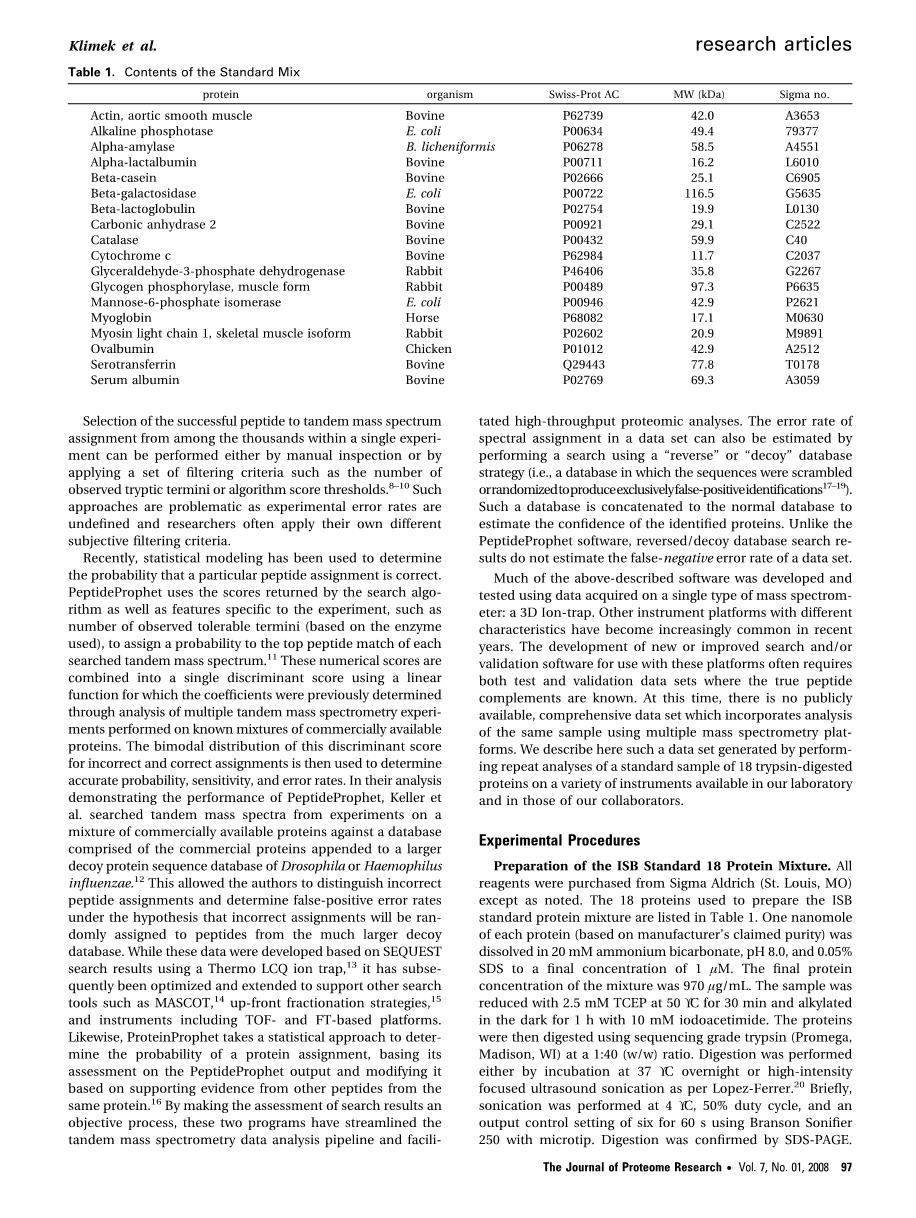 Klimek et al.
research articles
Table 1. Contents of the Standard Mix
protein organism Swiss-Prot AC MW (kDa) Sigma no.
Actin, aortic smooth muscle Bovine P62739 42.0 A3653
Alkaline phosphotase E. coli P00634 49.4 79377
Alpha-amylase B. licheniformis P06278 58.5 A4551
Alpha-lactalbumin Bovine P00711 16.2 L6010
Beta-casein Bovine P02666 25.1 C6905
Beta-galactosidase E. coli P00722 116.5 G5635
Beta-lactoglobulin Bovine P02754 19.9 L0130
Carbonic anhydrase 2 Bovine P00921 29.1 C2522
Catalase Bovine P00432 59.9 C40
Cytochrome c Bovine P62984 11.7 C2037
Glyceraldehyde-3-phosphate dehydrogenase Rabbit P46406 35.8 G2267
Glycogen phosphorylase, muscle form Rabbit P00489 97.3 P6635
Mannose-6-phosphate isomerase E. coli P00946 42.9 P2621
Myoglobin Horse P68082 17.1 M0630
Myosin light chain 1, skeletal muscle isoform Rabbit P02602 20.9 M9891
Ovalbumin Chicken P01012 42.9 A2512
Serotransferrin Bovine Q29443 77.8 T0178
Serum albumin Bovine P02769 69.3 A3059
Selection of the successful peptide to tandem mass spectrum
assignment from among the thousands within a single experi-
ment can be performed either by manual inspection or by
applying a set of filtering criteria such as the number of
observed tryptic termini or algorithm score thresholds.8–10 Such
approaches are problematic as experimental error rates are
undefined and researchers often apply their own different
subjective filtering criteria.
Recently, statistical modeling has been used to determine
the probability that a particular peptide assignment is correct.
PeptideProphet uses the scores returned by the search algo-
rithm as well as features specific to the experiment, such as
number of observed tolerable termini (based on the enzyme
used), to assign a probability to the top peptide match of each
searched tandem mass spectrum.11 These numerical scores are
combined into a single discriminant score using a linear
function for which the coefficients were previously determined
through analysis of multiple tandem mass spectrometry experi-
ments performed on known mixtures of commercially available
proteins. The bimodal distribution of this discriminant score
for incorrect and correct assignments is then used to determine
accurate probability, sensitivity, and error rates. In their analysis
demonstrating the performance of PeptideProphet, Keller et
al. searched tandem mass spectra from experiments on a
mixture of commercially available proteins against a database
comprised of the commercial proteins appended to a larger
decoy protein sequence database of Drosophila or Haemophilus
influenzae.12 This allowed the authors to distinguish incorrect
peptide assignments and determine false-positive error rates
under the hypothesis that incorrect assignments will be ran-
domly assigned to peptides from the much larger decoy
database. While these data were developed based on SEQUEST
search results using a Thermo LCQ ion trap,13 it has subse-
quently been optimized and extended to support other search
tools such as MASCOT,14 up-front fractionation strategies,15
and instruments including TOF- and FT-based platforms.
Likewise, ProteinProphet takes a statistical approach to deter-
mine the probability of a protein assignment, basing its
assessment on the PeptideProphet output and modifying it
based on supporting evidence from other peptides from the
same protein.16 By making the assessment of search results an
objective process, these two programs have streamlined the
tandem mass spectrometry data analysis pipeline and facili-
tated high-throughput proteomic analyses. The error rate of
spectral assignment in a data set can also be estimated by
performing a search using a “reverse” or “decoy” database
strategy (i.e., a database in which the sequences were scrambled
or randomized to produce exclusively false-positive identifications17–19).
Such a database is concatenated to the normal database to
estimate the confidence of the identified proteins. Unlike the
PeptideProphet software, reversed/decoy database search re-
sults do not estimate the false-negative error rate of a data set.
Much of the above-described software was developed and
tested using data acquired on a single type of mass spectrom-
eter: a 3D Ion-trap. Other instrument platforms with different
characteristics have become increasingly common in recent
years. The development of new or improved search and/or
validation software for use with these platforms often requires
both test and validation data sets where the true peptide
complements are known. At this time, there is no publicly
available, comprehensive data set which incorporates analysis
of the same sample using multiple mass spectrometry plat-
forms. We describe here such a data set generated by perform-
ing repeat analyses of a standard sample of 18 trypsin-digested
proteins on a variety of instruments available in our laboratory
and in those of our collaborators.
Experimental Procedures
Preparation of the ISB Standard 18 Protein Mixture. All
reagents were purchased from Sigma Aldrich (St. Louis, MO)
except as noted. The 18 proteins used to prepare the ISB
standard protein mixture are listed in Table 1. One nanomole
of each protein (based on manufacturer’s claimed purity) was
dissolved in 20 mM ammonium bicarbonate, pH 8.0, and 0.05%
SDS to a final concentration of 1 μM. The final protein
concentration of the mixture was 970 μg/mL. The sample was
reduced with 2.5 mM TCEP at 50 ϒC for 30 min and alkylated
in the dark for 1 h with 10 mM iodoacetimide. The proteins
were then digested using sequencing grade trypsin (Promega,
Madison, WI) at a 1:40 (w/w) ratio. Digestion was performed
either by incubation at 37 ϒC overnight or high-intensity
focused ultrasound sonication as per Lopez-Ferrer.20 Briefly,
sonication was performed at 4 ϒC, 50% duty cycle, and an
output control setting of six for 60 s using Branson Sonifier
250 with microtip. Digestion was confirmed by SDS-PAGE.
The Journal of Proteome Research • Vol. 7, No. 01, 2008 97